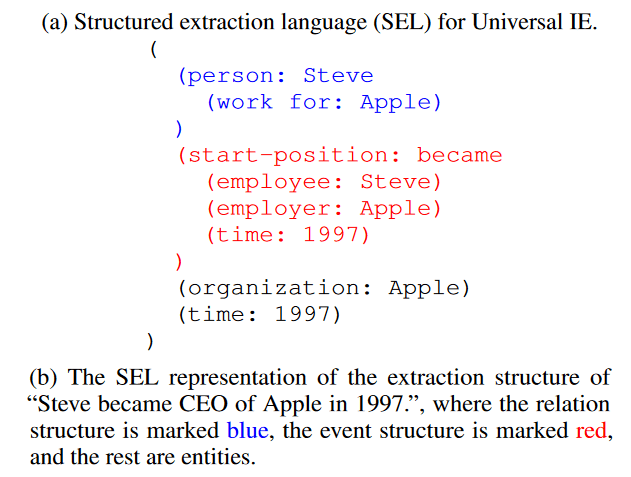 (a) Structured extraction language (SEL) for Universal IE.
(
(person: Steve
(work for: Apple)
)
(start-position: became
(employee: Steve)
(employer: Apple)
(time: 1997)
)
(organization: Apple)
(time: 1997)
)
(b) The SEL representation of the extraction structure of
“Steve became CEO of Apple in 1997.”, where the relation
structure is marked blue, the event structure is marked red,
and the rest are entities.